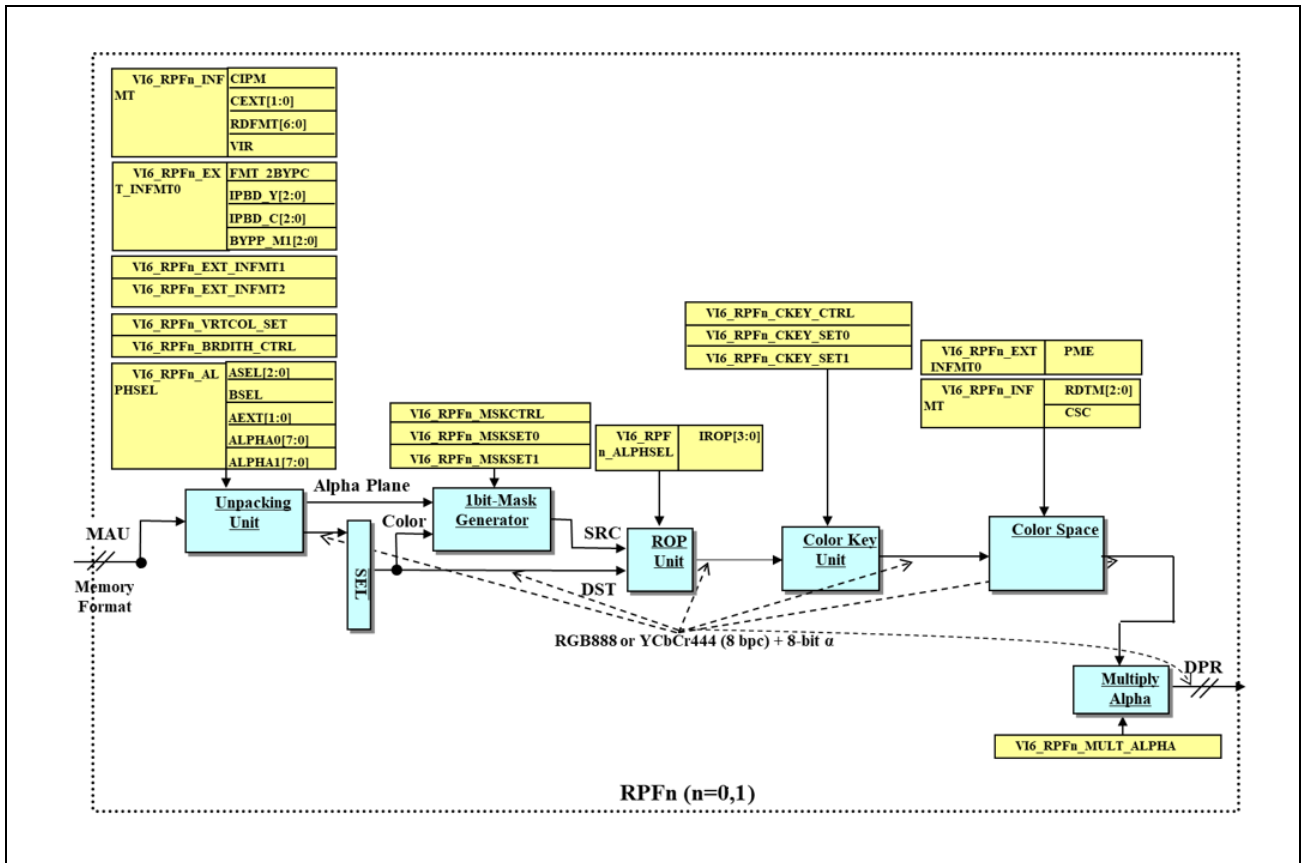 VI6_RPFn_INF
MT
CIPM
CEXT[1:0]
RDFMT[6:0]
VIR
VI6_RPFn_EX
T_INFMT0
FMT_2BYPC
IPBD_Y[2:0]
IPBD_C[2:0]
BYPP_M1[2:0]
VI6_RPFn_EXT_INFMT1
VI6_RPFn_EXT_INFMT2
VI6_RPFn_VRTCOL_SET
VI6_RPFn_BRDITH_CTRL
VI6_RPFn_AL
PHSEL
ASEL[2:0]
BSEL
AEXT[1:0]
ALPHA0[7:0]
ALPHA1[7:0]
VI6_RPFn_MSKCTRL
VI6_RPFn_MSKSET0
VI6_RPFn_MSKSET1
VI6_RPF
n_ALPHSEL
IROP[3:0]
VI6_RPFn_CKEY_CTRL
VI6_RPFn_CKEY_SET0
VI6_RPFn_CKEY_SET1
VI6_RPFn_EXT
INFMT0
PME
VI6_RPFn_INF
MT
RDTM[2:0]
CSC
MAU
Memory
Format
Unpacking
Unit
Alpha Plane
Color
SEL
1bit-Mask
Generator
SRC
DST
ROP
Unit
Color Key
Unit
Color Space
RGB888 or YCbCr444 (8 bpc) + 8-bit α
Multiply
Alpha
DPR
VI6_RPFn_MULT_ALPHA
RPFn (n=0,1)